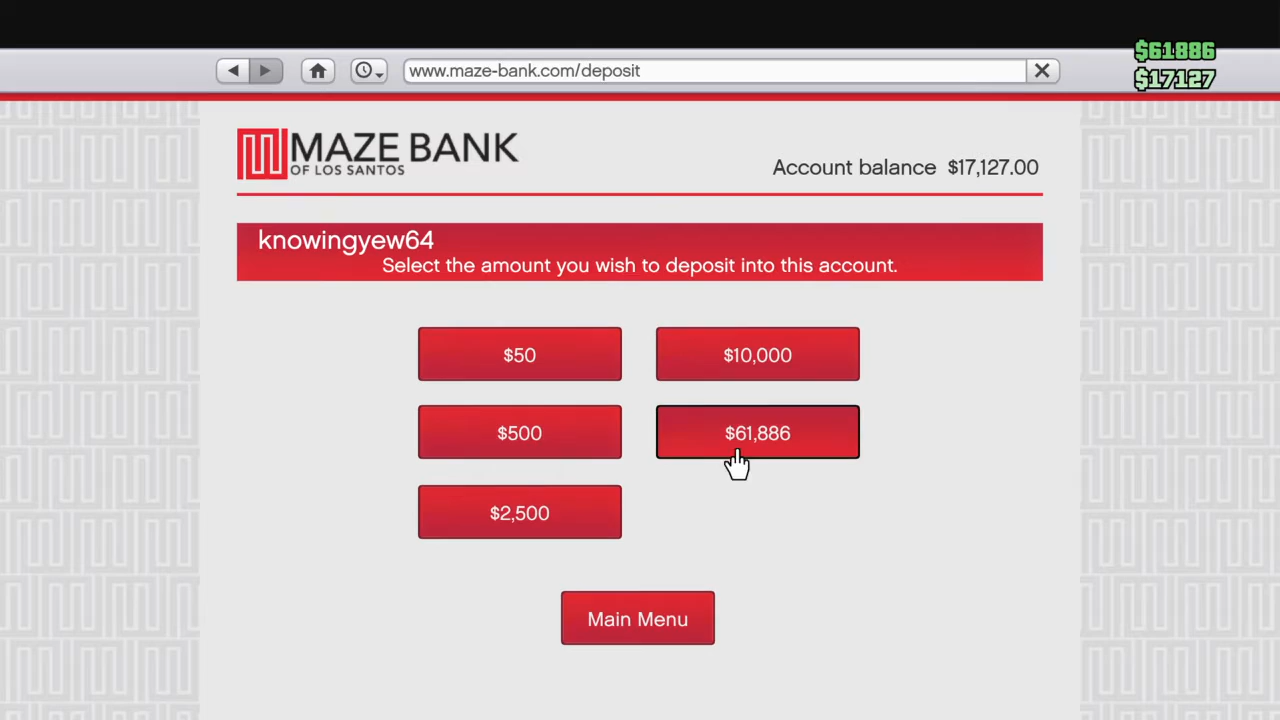 $61886
www.maze-bank.com/deposit
$17127
MAZE BANK
OF LOS SANTOS
Account balance $17,127.00
knowingyew64
Select the amount you wish to deposit into this account.
$50
$10,000
$500
$61,886
$2,500
Main Menu